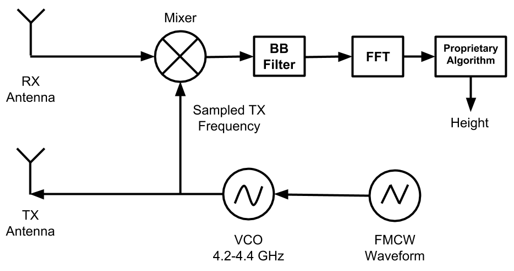 Mixer
BB
Filter
FFT
Proprietary
Algorithm
RX
Antenna
Sampled TX
Frequency
Height
TX
Antenna
VCO
4.2-4.4 GHz
FMCW
Waveform